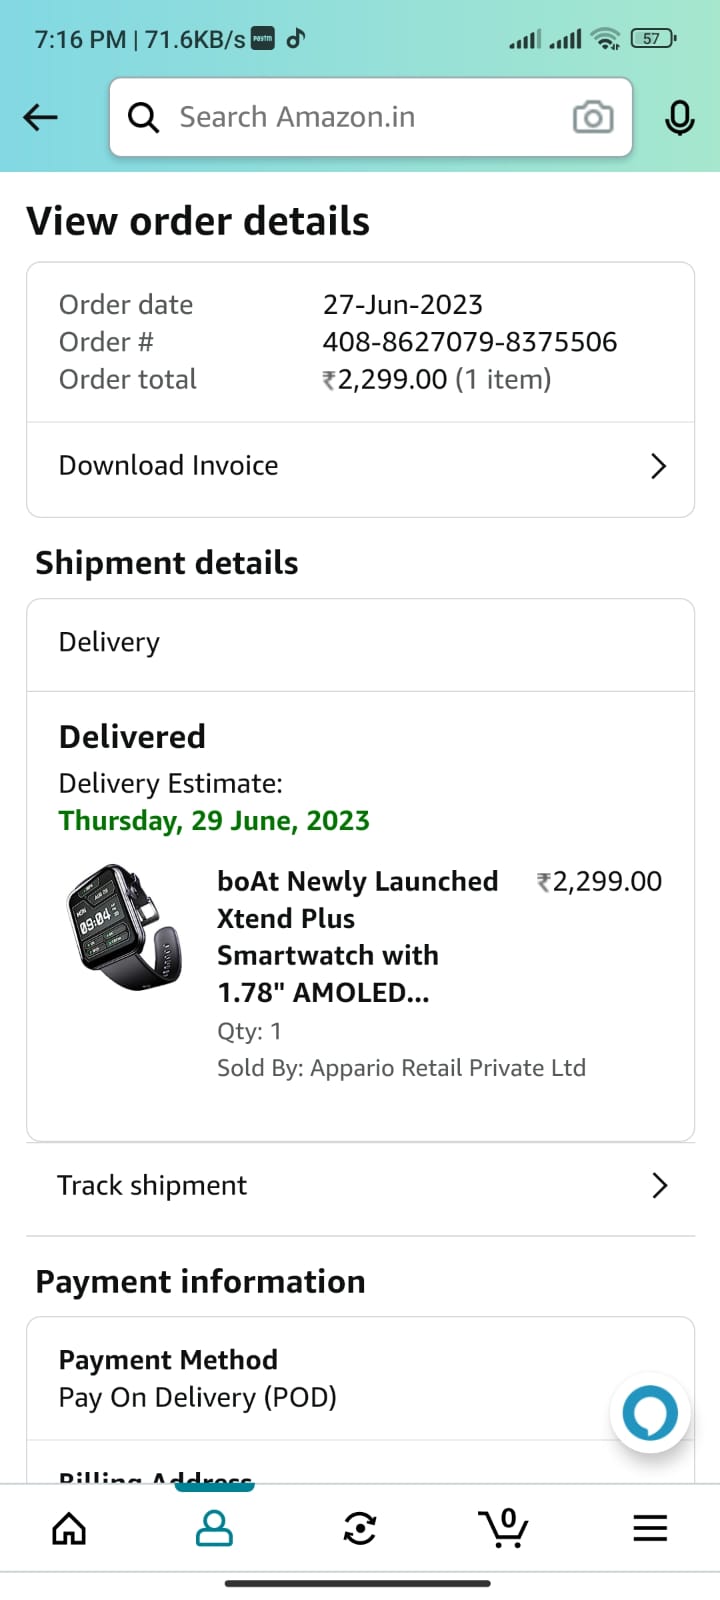 7:16 PM | 71.6KB/s paytm 57
Search Amazon.in
View order details
Order date 27-Jun-2023
Order # 408-8627079-8375506
Order total ₹2,299.00 (1 item)
Download Invoice
Shipment details
Delivery
Delivered
Delivery Estimate:
Thursday, 29 June, 2023
boAt Newly Launched ₹2,299.00
Xtend Plus
Smartwatch with
1.78" AMOLED...
Qty: 1
Sold By: Appario Retail Private Ltd
09:04
Track shipment
Payment information
Payment Method
Pay On Delivery (POD)
Billing Address
0